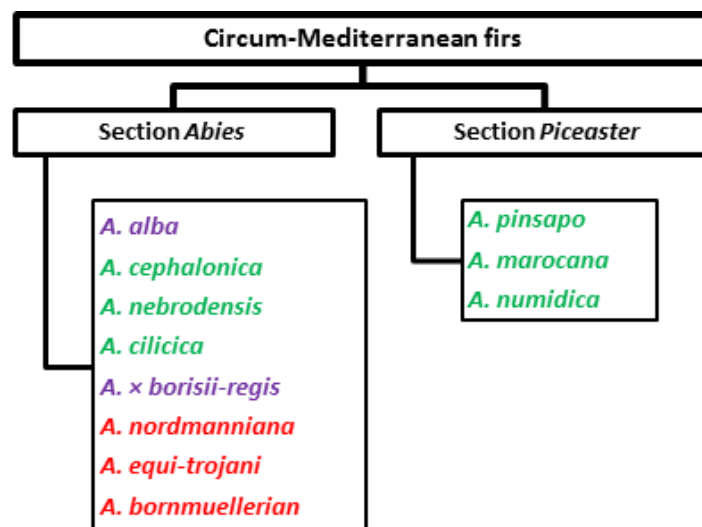 Circum-Mediterranean firs
Section Abies
Section Piceaster
A. alba
A. cephalonica
A. nebrodensis
A. cilicica
A. × borisii-regis
A. nordmanniana
A. equi-trojani
A. bornmuellerian
A. pinsapo
A. marocana
A. numidica